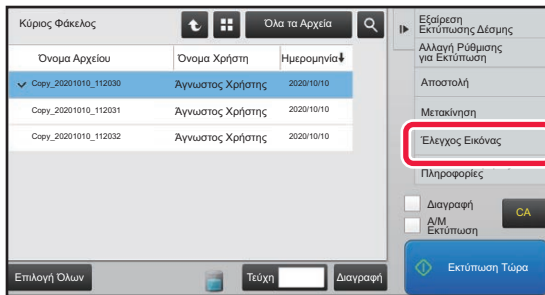 Κύριος Φάκελος
Όλα τα Αρχεία
Όνομα Αρχείου Όνομα Χρήστη Ημερομηνία
Copy_20201010_112030 Άγνωστος Χρήστης 2020/10/10
Copy_20201010_112031 Άγνωστος Χρήστης 2020/10/10
Copy_20201010_112032 Άγνωστος Χρήστης 2020/10/10
Επιλογή Όλων Τεύχη Διαγραφή
Εξαίρεση
Εκτύπωσης Δέσμης
Αλλαγή Ρύθμισης
για Εκτύπωση
Αποστολή
Μετακίνηση
Έλεγχος Εικόνας
Πληροφορίες
Διαγραφή
Α/Μ
Εκτύπωση
CA
Εκτύπωση Τώρα